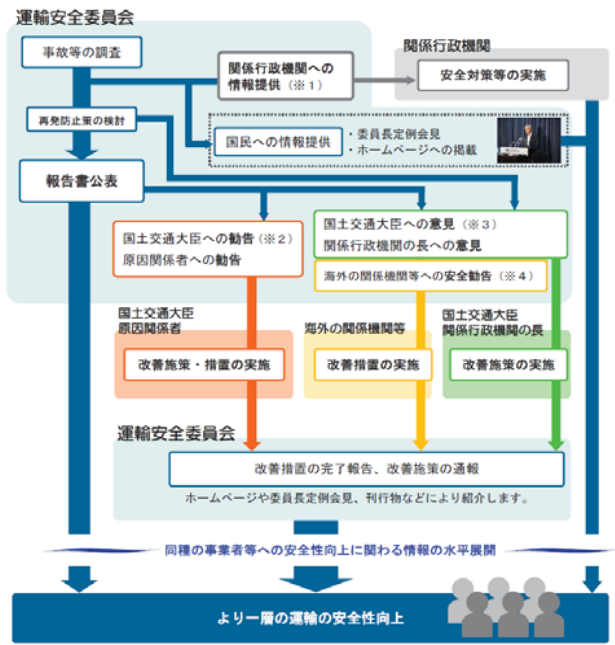 運輸安全委員会
事故等の調査
関係行政機関への
情報提供（※１）
関係行政機関
安全対策等の実施
再発防止策の検討
国民への情報提供
・委員長定例会見
・ホームページへの掲載
報告書公表
国土交通大臣への勧告（※２）
原因関係者への勧告
国土交通大臣への意見（※３）
関係行政機関の長への意見
海外の関係機関等への安全勧告（※４）
国土交通大臣
原因関係者
改善施策・措置の実施
海外の関係機関等
改善措置の実施
国土交通大臣
関係行政機関の長
改善施策の実施
運輸安全委員会
改善措置の完了報告、改善施策の通報
ホームページや委員長定例会見、刊行物などにより紹介します。
同種の事業者等への安全性向上に関わる情報の水平展開
より一層の運輸の安全性向上